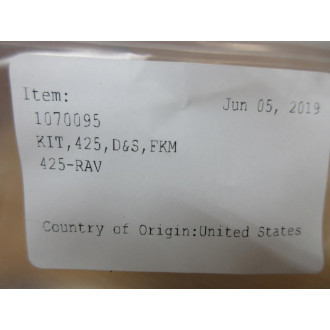 Item: Jun 05, 2019
1070095
KIT,425,D&S,FKM
425-RAV
Country of Origin:United States